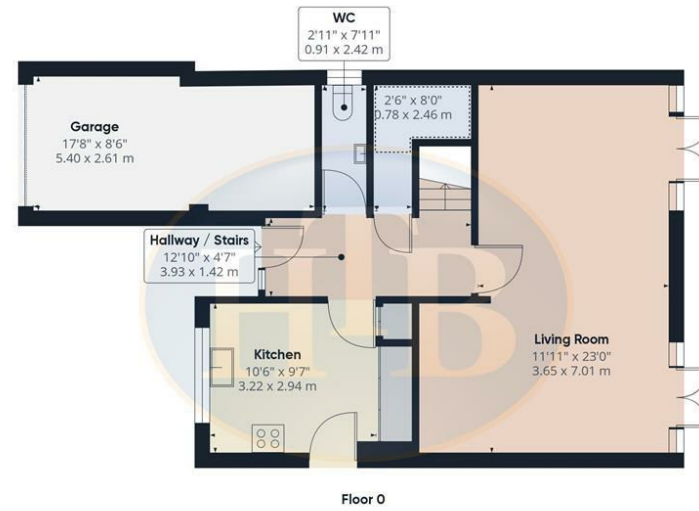 WC
2'11" x 7'11"
0.91 x 2.42 m
2'6" x 8'0"
0.78 x 2.46 m
Garage
17'8" x 8'6"
5.40 x 2.61 m
Hallway / Stairs
12'10" x 4'7"
3.93 x 1.42 m
HTB
Kitchen
10'6" x 9'7"
3.22 x 2.94 m
Living Room
11'11" x 23'0"
3.65 x 7.01 m
Floor 0